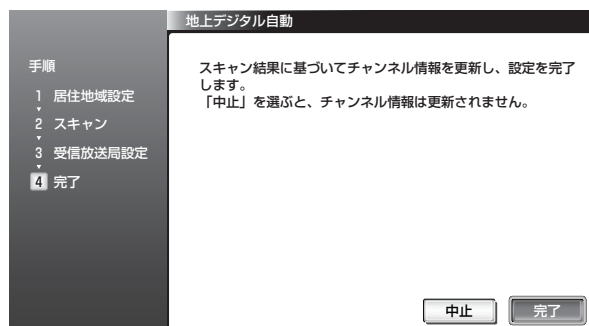 地上デジタル自動
手順
1 居住地域設定
2 スキャン
3 受信放送局設定
4 完了
スキャン結果に基づいてチャンネル情報を更新し、設定を完了
します。
「中止」を選ぶと、チャンネル情報は更新されません。
中止
完了